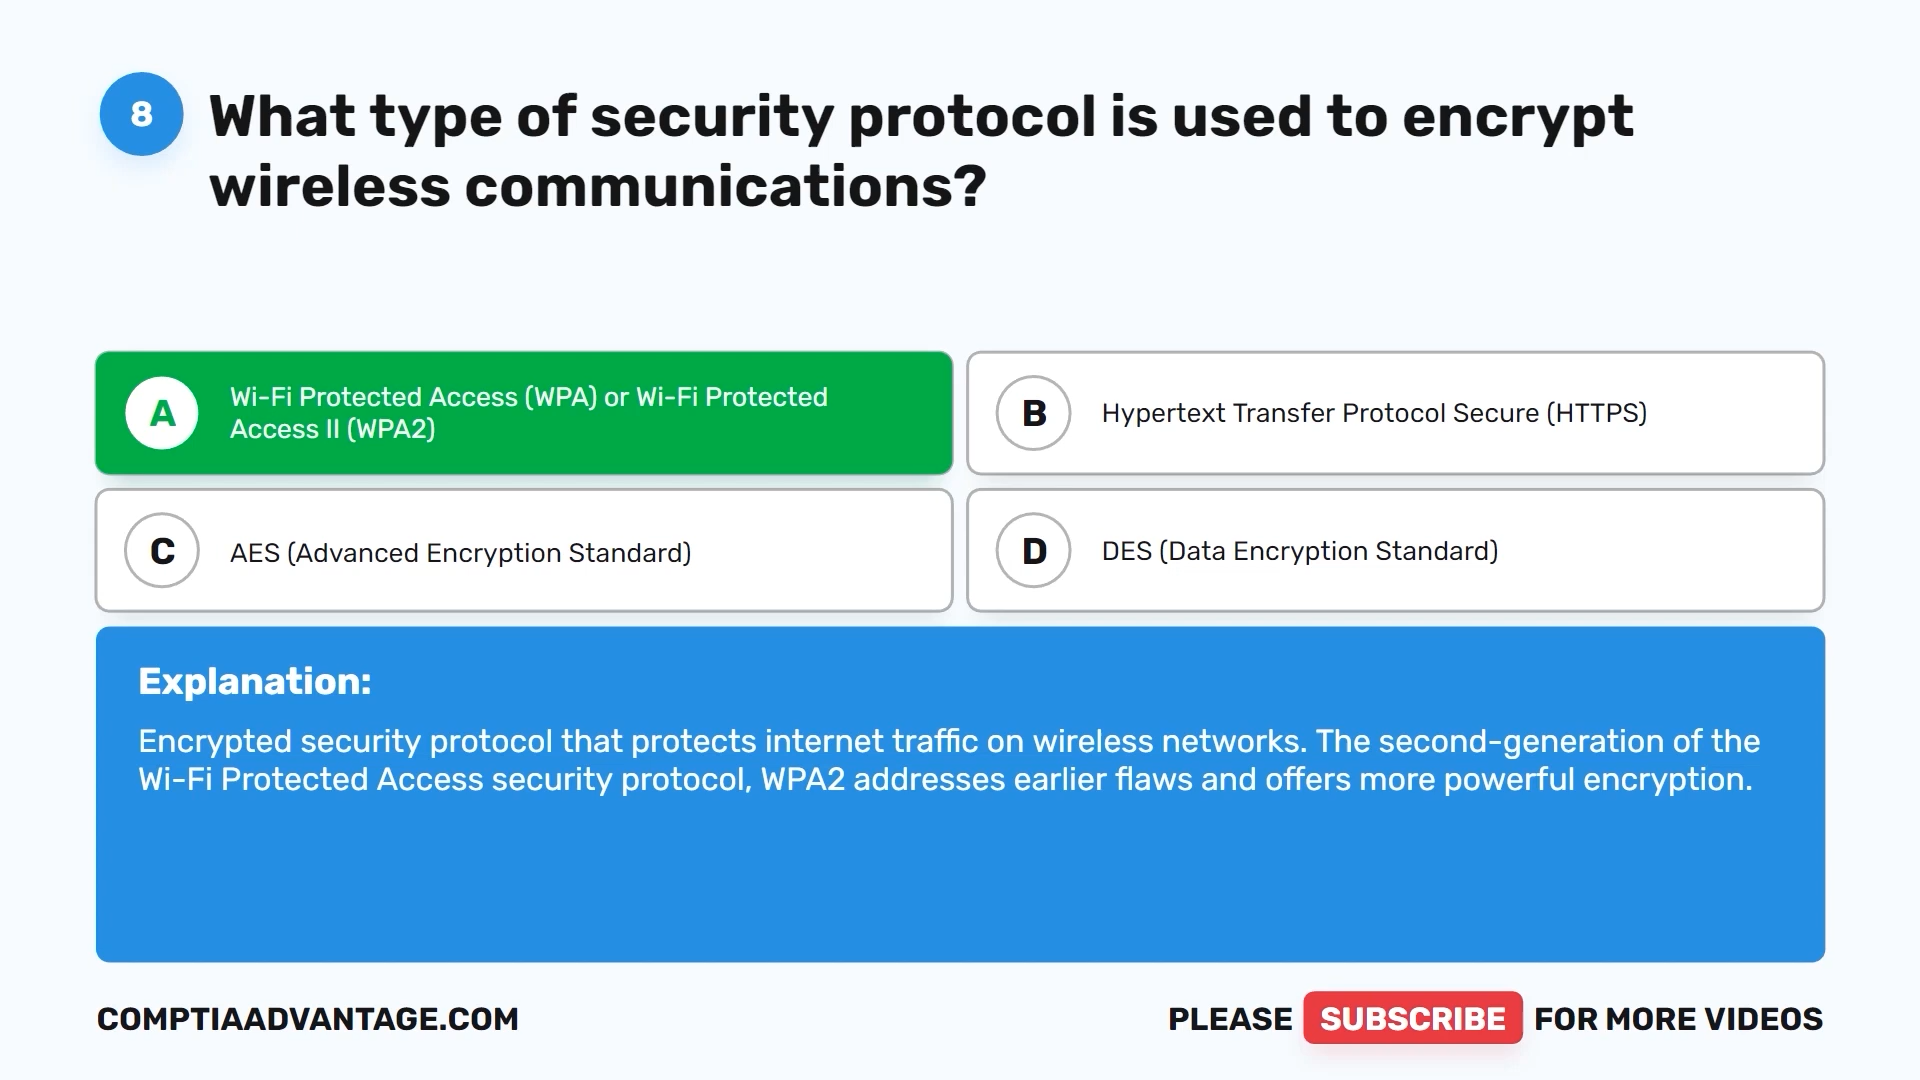 8
What type of security protocol is used to encrypt
wireless communications?
A
Wi-Fi Protected Access (WPA) or Wi-Fi Protected
Access II (WPA2)
B
Hypertext Transfer Protocol Secure (HTTPS)
C
AES (Advanced Encryption Standard)
D
DES (Data Encryption Standard)
Explanation:
Encrypted security protocol that protects internet traffic on wireless networks. The second-generation of the
Wi-Fi Protected Access security protocol, WPA2 addresses earlier flaws and offers more powerful encryption.
COMPTIAADVANTAGE.COM
PLEASE SUBSCRIBE FOR MORE VIDEOS